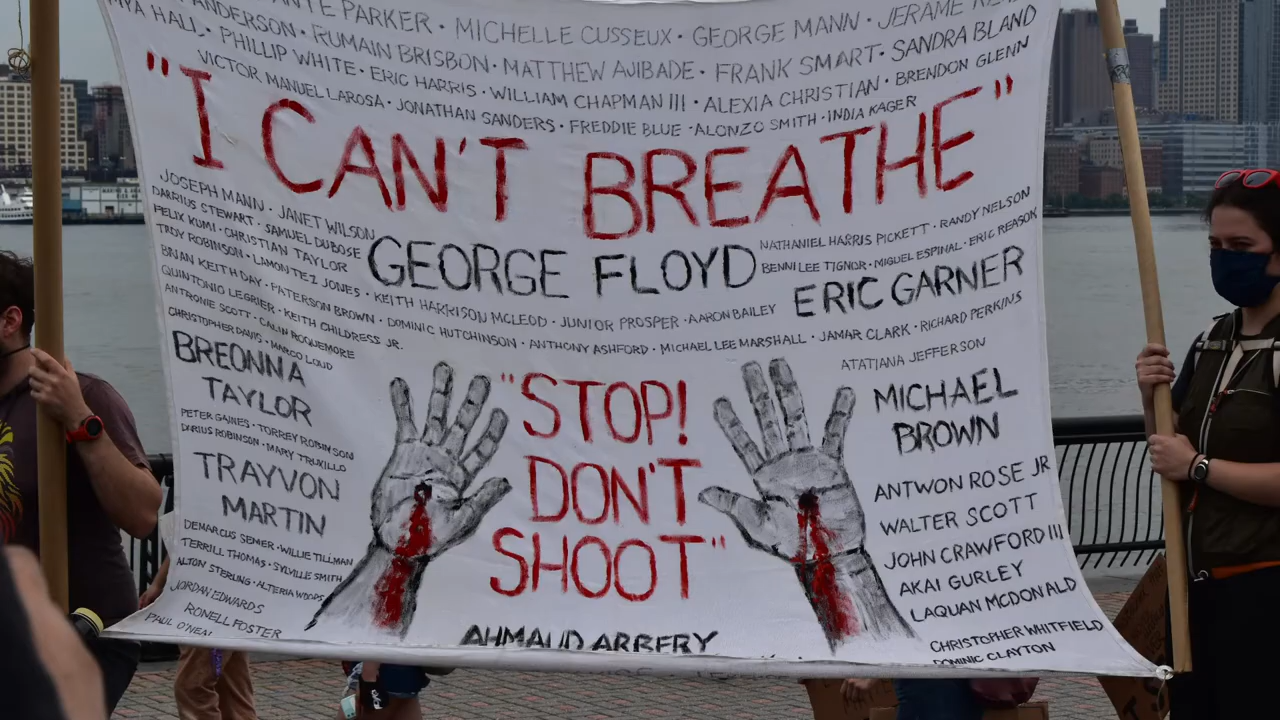 ANTE PARKER · MICHELLE CUSSEUX · GEORGE MANN · JERAME
MYA HALL · ANDERSON · RUMAIN BRISBON · MATTHEW AJIBADE · FRANK SMART · SANDRA BLAND
PHILLIP WHITE · ERIC HARRIS · WILLIAM CHAPMAN III · ALEXIA CHRISTIAN · BRENDON GLENN
VICTOR MANUEL LAROSA · JONATHAN SANDERS · FREDDIE BLUE · ALONZO SMITH · INDIA KAGER
"I CAN'T BREATHE"
JOSEPH MANN · JANET WILSON
DARRIUS STEWART · SAMUEL DUBOSE
FELIX KUMI · CHRISTIAN TAYLOR
GEORGE FLOYD
NATHANIEL HARRIS PICKETT · RANDY NELSON
BENNI LEE TIGNOR · MIGUEL ESPINAL · ERIC REASON
ERIC GARNER
TROY ROBINSON · LAMONTEZ JONES · KEITH HARRISON MCLEOD · JUNIOR PROSPER · AARON BAILEY
BRIAN KEITH DAY · PATERSON BROWN · DOMINIC HUTCHINSON · ANTHONY ASHFORD · MICHAEL LEE MARSHALL · JAMAR CLARK · RICHARD PERKINS
QUINTONIO LEGRIER · KEITH CHILDRESS JR.
ANTRONIE SCOTT · CALIN ROQUEMORE
CHRISTOPHER DAVIS · MARCO LOUD
ATATIANA JEFFERSON
BREONNA
TAYLOR
PETER GAINES · TORREY ROBINSON
DARIUS ROBINSON · MARY TRUXILLO
TRAYVON
MARTIN
DEMARCUS SEMER · WILLIE TILLMAN
TERRILL THOMAS · SYLVILLE SMITH
ALTON STERLING · ALTERIA WOODS
JORDAN EDWARDS
RONELL FOSTER
PAUL O'NEAL
"STOP!
DON'T
SHOOT"
AHMAUD ARBERY
MICHAEL
BROWN
ANTWON ROSE JR
WALTER SCOTT
JOHN CRAWFORD III
AKAI GURLEY
LAQUAN MCDONALD
CHRISTOPHER WHITFIELD
DOMINIC CLAYTON